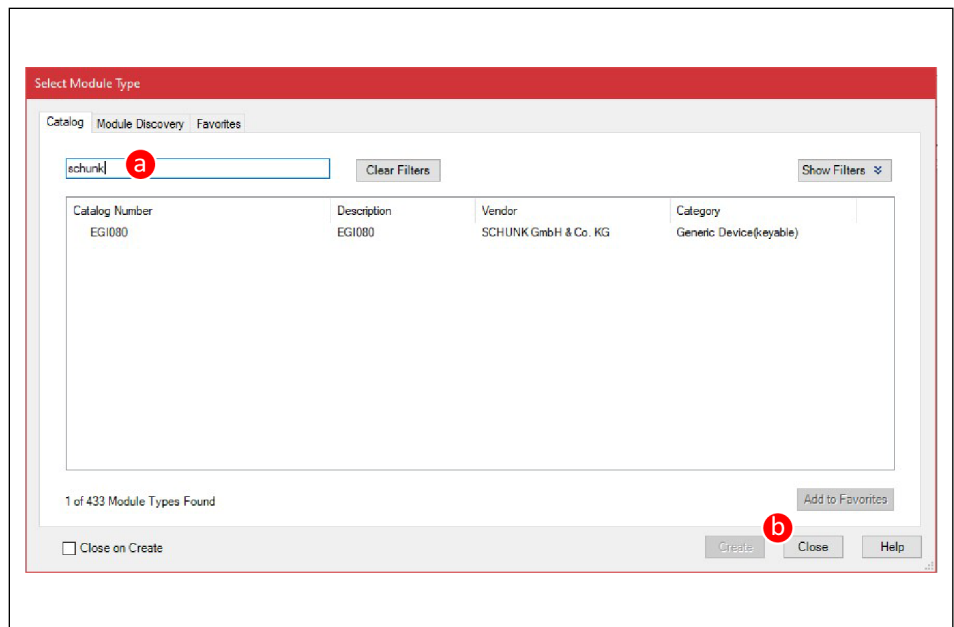 Select Module Type
Catalog Module Discovery Favorites
schunk a Clear Filters Show Filters
Catalog Number Description Vendor Category
EGI080 EGI080 SCHUNK GmbH & Co. KG Generic Device(keyable)
1 of 433 Module Types Found Add to Favorites
b
Close on Create Create Close Help